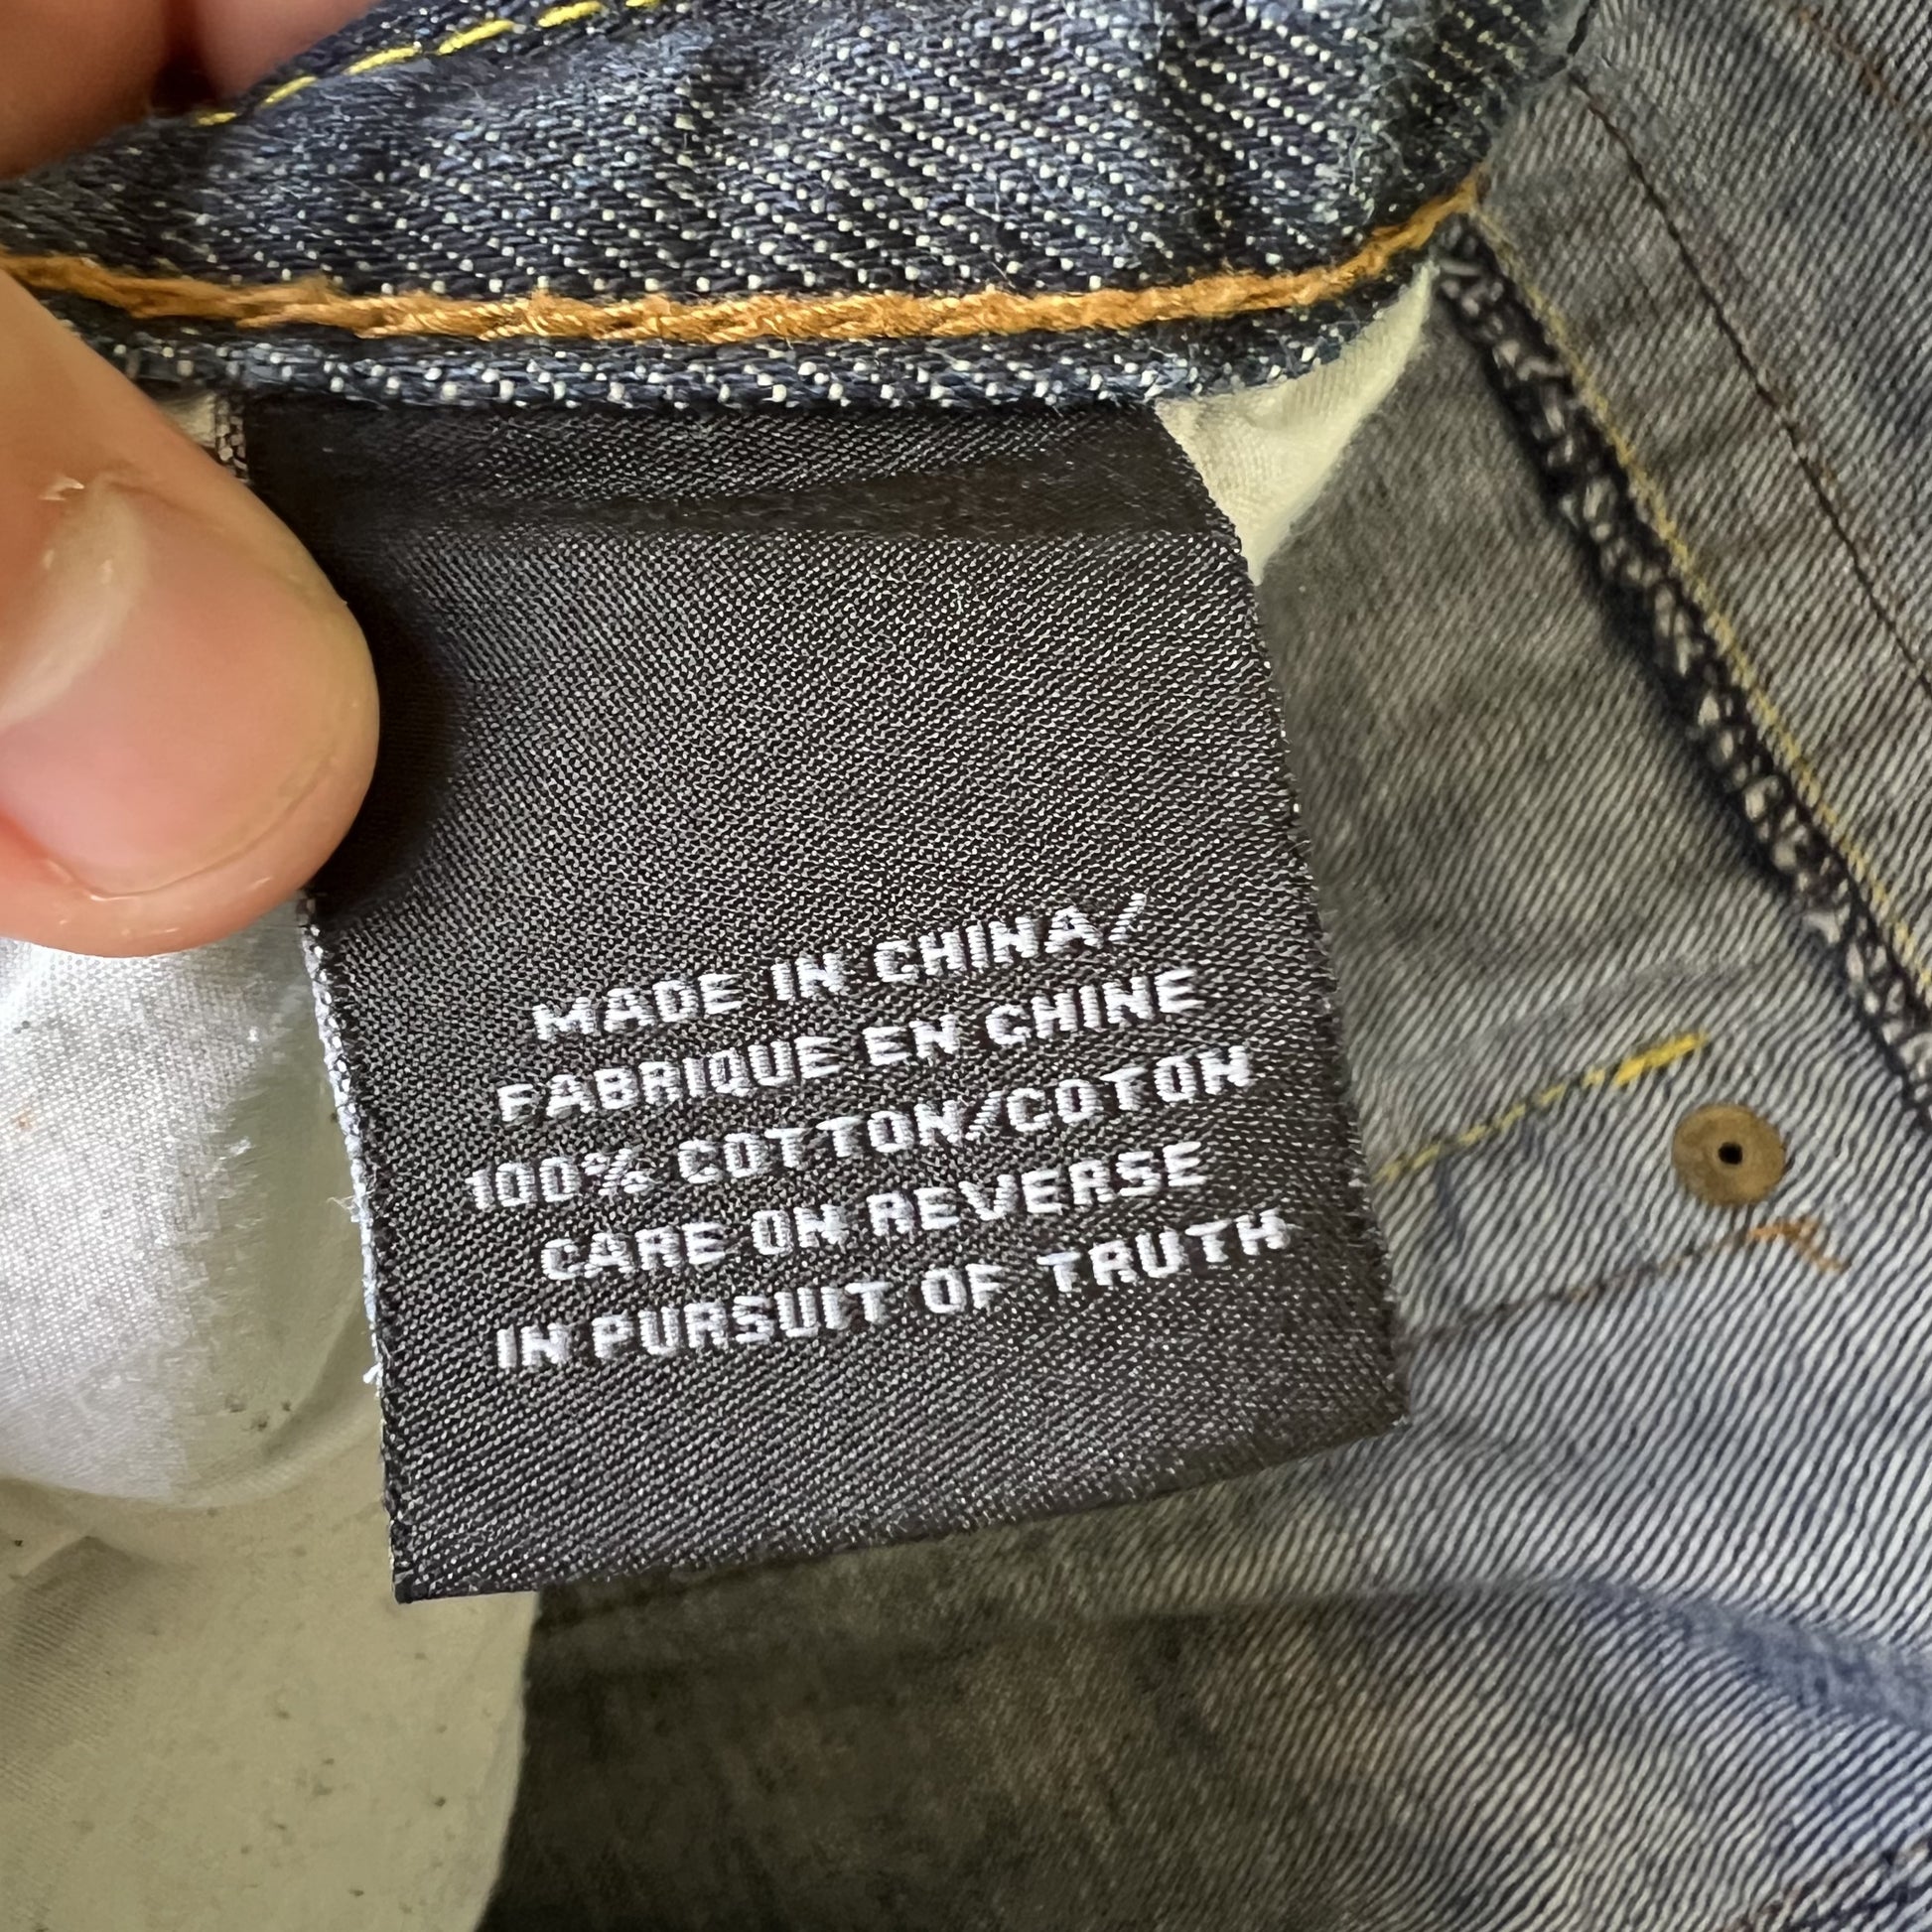 MADE IN CHINA/
FABRIQUE EN CHINE
100% COTTON/COTON
CARE ON REVERSE
IN PURSUIT OF TRUTH